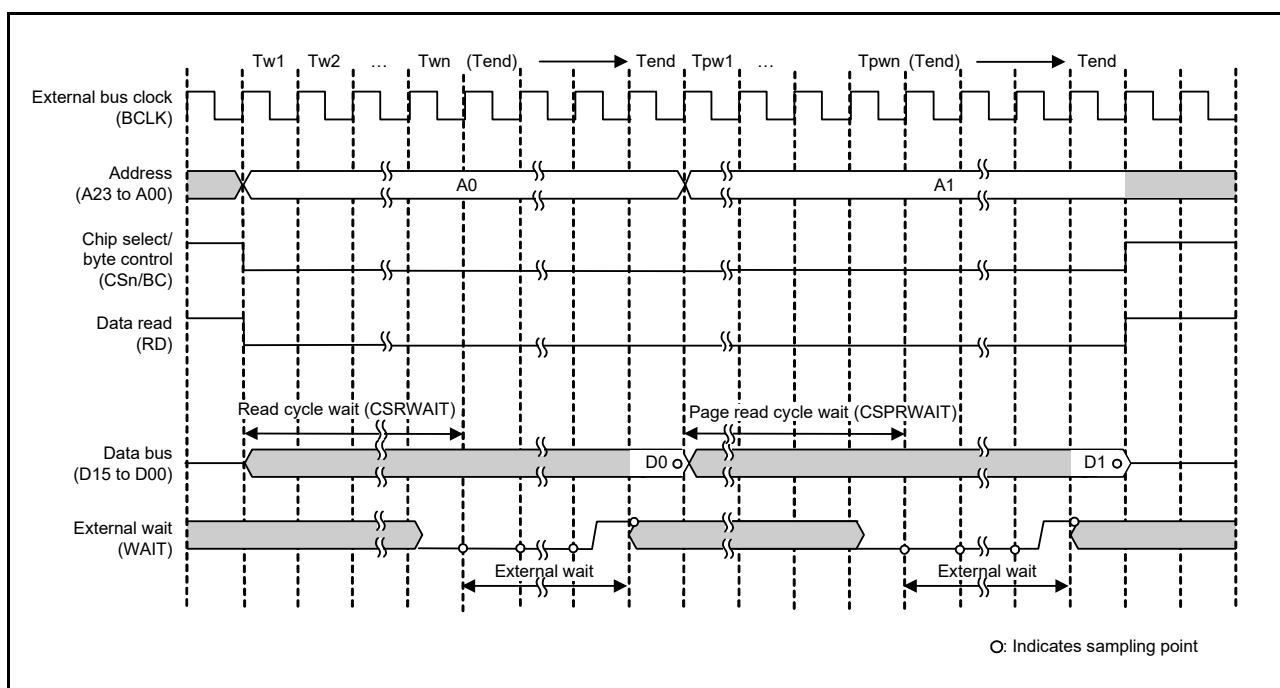 Tw1 Tw2 … Twn (Tend) Tend Tpw1 … Tpwn (Tend) Tend
External bus clock
(BCLK)
Address
(A23 to A00)
A0 A1
Chip select/
byte control
(CSn/BC)
Data read
(RD)
Read cycle wait (CSRWAIT) Page read cycle wait (CSPRWAIT)
Data bus
(D15 to D00)
D0 D1
External wait
(WAIT)
External wait External wait
O: Indicates sampling point